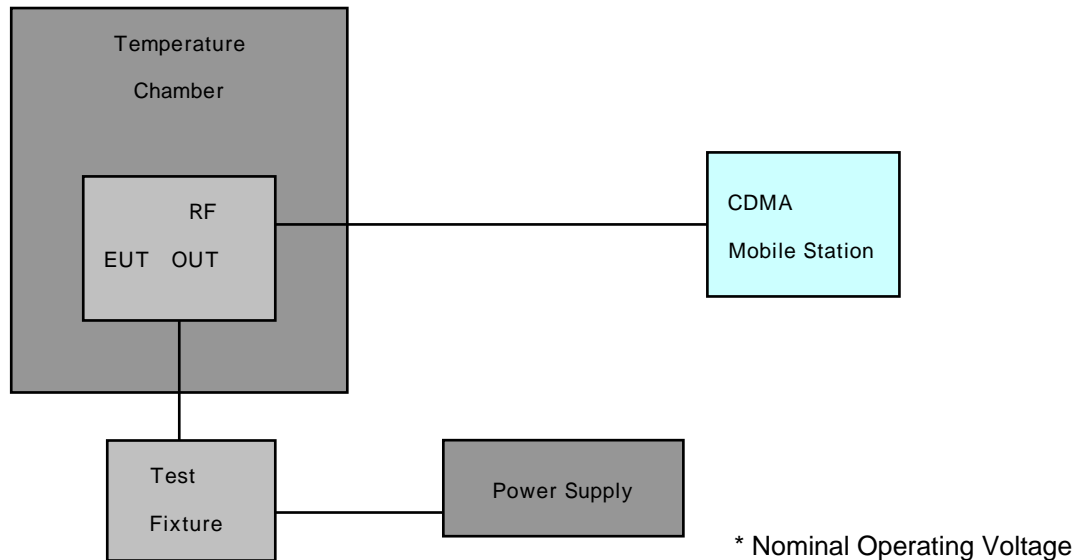 Temperature
Chamber
RF
EUT OUT
CDMA
Mobile Station
Test
Fixture
Power Supply
* Nominal Operating Voltage